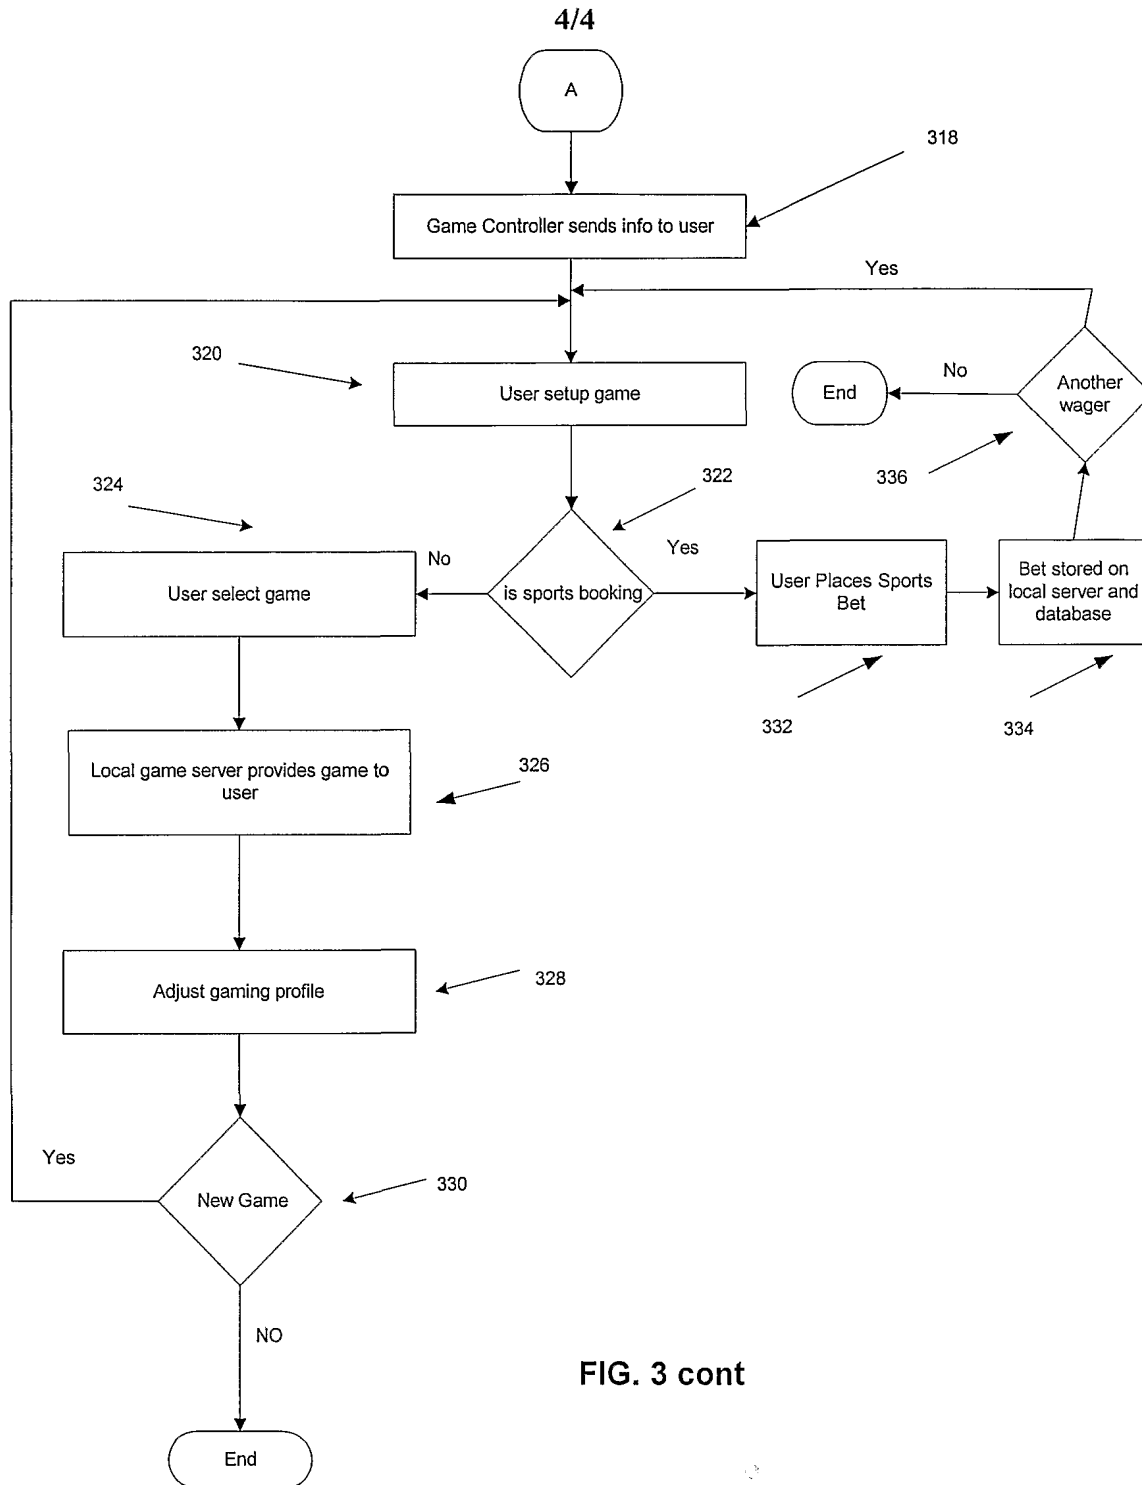 4/4
A
318
Game Controller sends info to user
Yes
320
User setup game
End
No
Another
wager
336
324
322
No
Yes
User select game
is sports booking
User Places Sports
Bet
Bet stored on
local server and
database
332
334
Local game server provides game to
user
326
Adjust gaming profile
328
Yes
New Game
330
NO
FIG. 3 cont
End